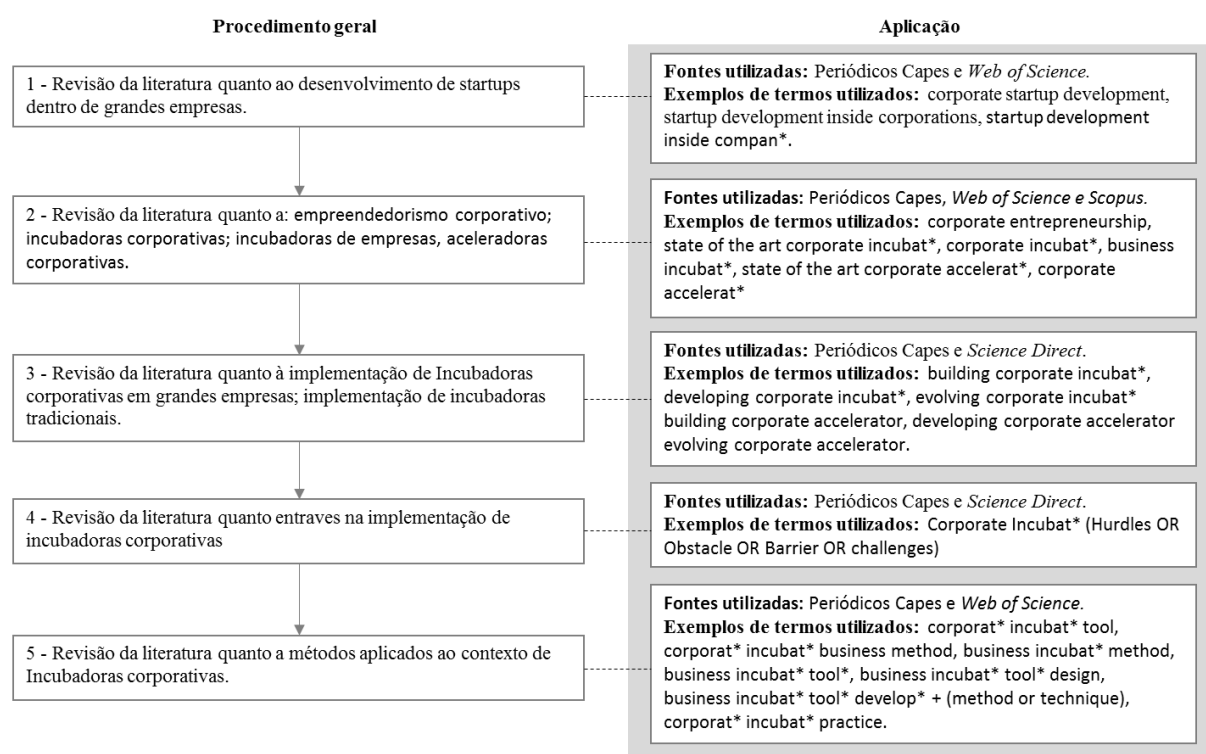 Procedimento geral
Aplicação
1 - Revisão da literatura quanto ao desenvolvimento de startups
dentro de grandes empresas.
Fontes utilizadas: Periódicos Capes e Web of Science.
Exemplos de termos utilizados: corporate startup development,
startup development inside corporations, startup development
inside compan*.
2 - Revisão da literatura quanto a: empreendedorismo corporativo;
incubadoras corporativas; incubadoras de empresas, aceleradoras
corporativas.
Fontes utilizadas: Periódicos Capes, Web of Science e Scopus.
Exemplos de termos utilizados: corporate entrepreneurship,
state of the art corporate incubat*, corporate incubat*, business
incubat*, state of the art corporate accelerat*, corporate
accelerat*
3 - Revisão da literatura quanto à implementação de Incubadoras
corporativas em grandes empresas; implementação de incubadoras
tradicionais.
Fontes utilizadas: Periódicos Capes e Science Direct.
Exemplos de termos utilizados: building corporate incubat*,
developing corporate incubat*, evolving corporate incubat*
building corporate accelerator, developing corporate accelerator
evolving corporate accelerator.
4 - Revisão da literatura quanto entraves na implementação de
incubadoras corporativas
Fontes utilizadas: Periódicos Capes e Science Direct.
Exemplos de termos utilizados: Corporate Incubat* (Hurdles OR
Obstacle OR Barrier OR challenges)
5 - Revisão da literatura quanto a métodos aplicados ao contexto de
Incubadoras corporativas.
Fontes utilizadas: Periódicos Capes e Web of Science.
Exemplos de termos utilizados: corporat* incubat* tool,
corporat* incubat* business method, business incubat* method,
business incubat* tool*, business incubat* tool* design,
business incubat* tool* develop* + (method or technique),
corporat* incubat* practice.